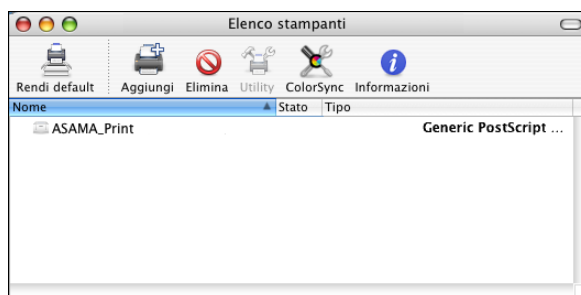 Elenco stampanti
Rendi default Aggiungi Elimina Utility ColorSync Informazioni
Nome Stato Tipo
ASAMA_Print Generic PostScript ...